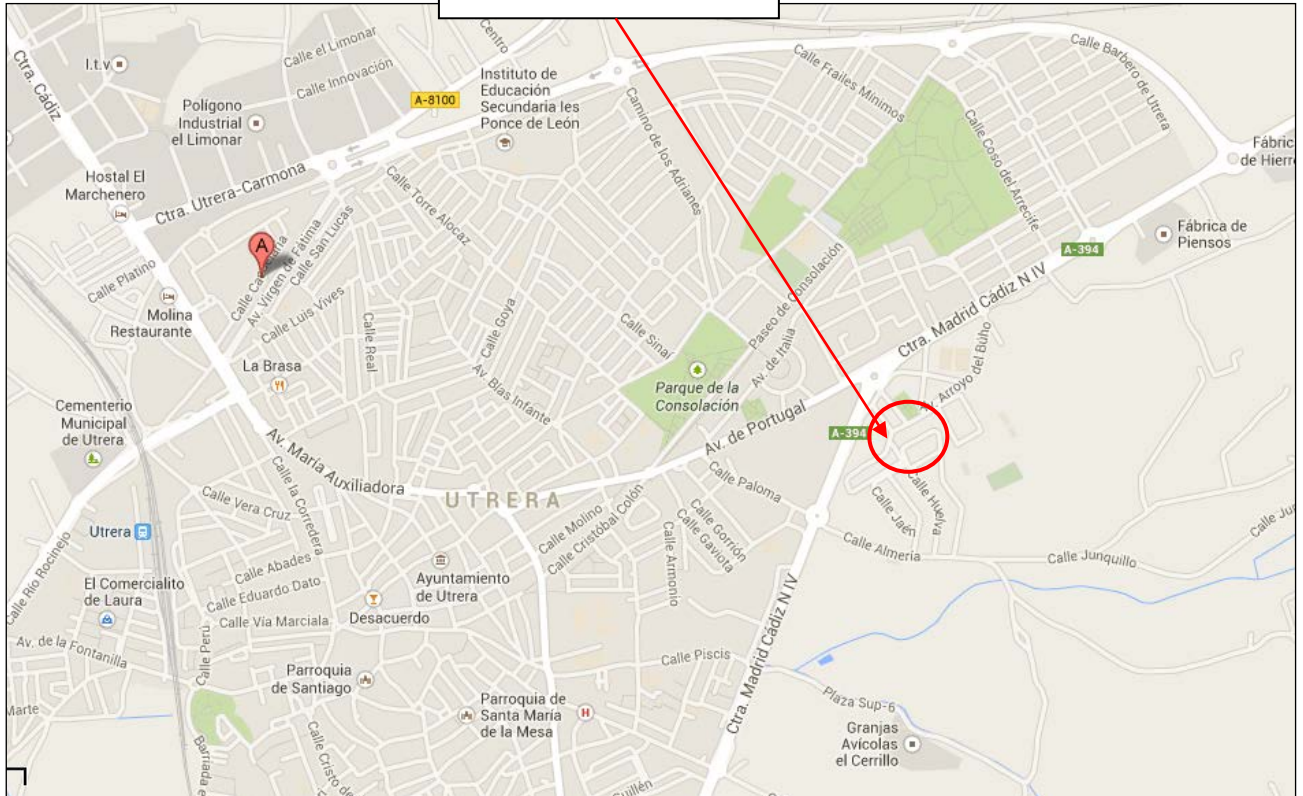 Ctra. Cádiz
I.t.v
Calle el Limonar
Calle Innovación
Centro
Polígono
Industrial
el Limonar
A-8100
Instituto de
Educación
Secundaria Ies
Ponce de León
Calle Frailes Mínimos
Calle Barbero de Utrera
Camino de los Adrianes
Calle Coso del Arrecife
Hostal El
Marchenero
Ctra. Utrera-Carmona
Calle Torre Alocaz
Fábrica de
Piensos
A-394
A
Av. Virgen de Fátima
Calle San Lucas
Calle Platino
Calle Luis Vives
Molina
Restaurante
Calle Real
Calle Goya
Calle Sinaí
Paseo de Consolación
Av. de Italia
Ctra. Madrid Cádiz N IV
Av. Arroyo del Búho
La Brasa
Av. Blas Infante
Parque de la
Consolación
Cementerio
Municipal
de Utrera
Av. María Auxiliadora
Av. de Portugal
A-394
Calle la Corredera
Calle Vera Cruz
UTRERA
Calle Paloma
Calle Molino
Calle Cristóbal Colón
Calle Gorrión
Calle Gaviota
Calle Armonio
Calle Jaén
Calle Huelva
Calle Almería
Calle Junquillo
Utrera
Calle Río Rocinejo
Calle Abades
Calle Eduardo Dato
Calle Vía Marciala
Ayuntamiento
de Utrera
Desacuerdo
El Comercialito
de Laura
Av. de la Fontanilla
Calle Peru
Marte
Parroquia
de Santiago
Calle Piscis
Ctra. Madrid Cádiz N IV
Plaza Sup-6
Parroquia de
Santa María
de la Mesa
H
Granjas
Avícolas
el Cerrillo
Calle Cristo de
Guillén